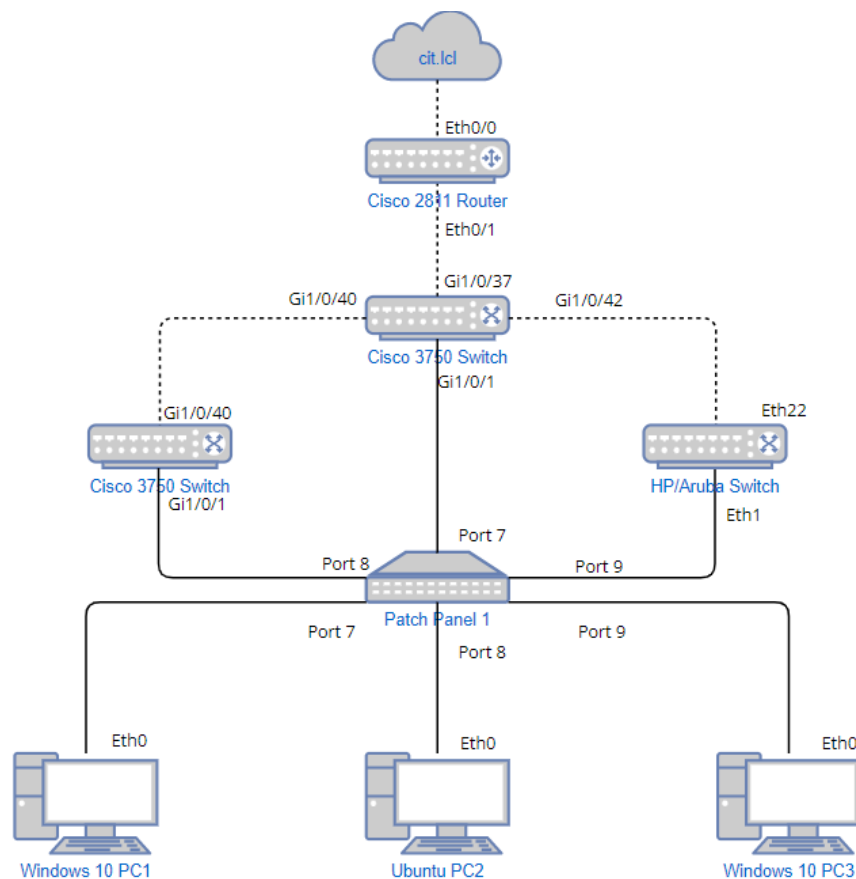 cit.lcl
Eth0/0
Cisco 2811 Router
Eth0/1
Gi1/0/37
Gi1/0/40
Gi1/0/42
Cisco 3750 Switch
Gi1/0/1
Gi1/0/40
Eth22
Cisco 3750 Switch
HP/Aruba Switch
Gi1/0/1
Eth1
Port 7
Port 8
Port 9
Patch Panel 1
Port 7
Port 8
Port 9
Eth0
Eth0
Eth0
Windows 10 PC1
Ubuntu PC2
Windows 10 PC3